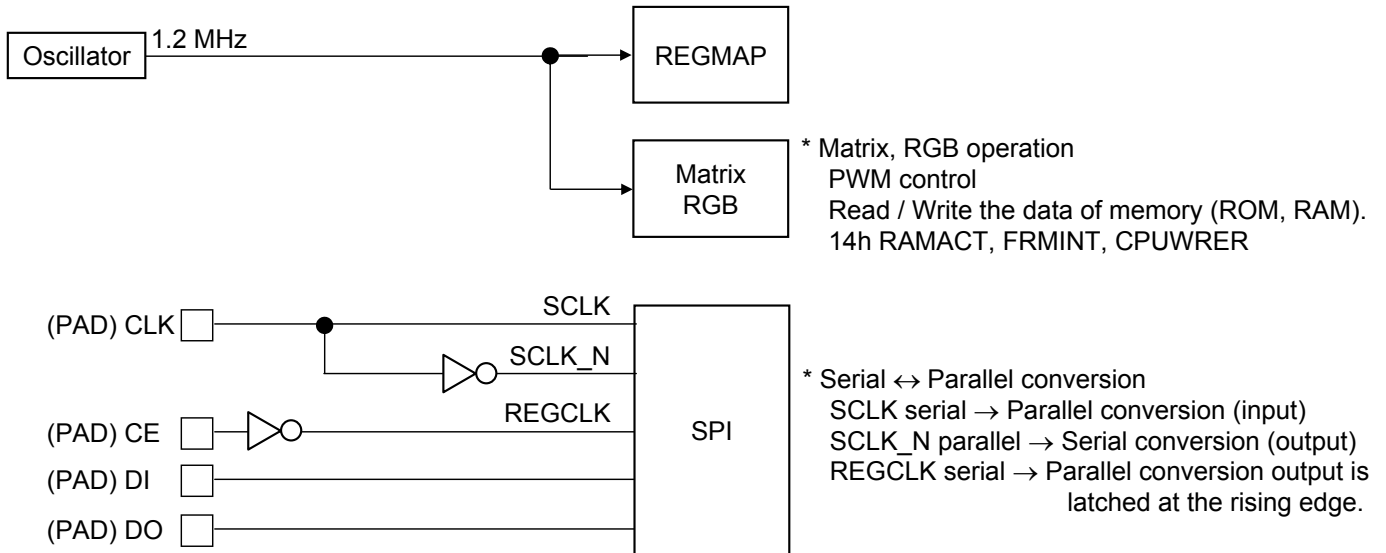 Oscillator
1.2 MHz
REGMAP
Matrix
RGB
* Matrix, RGB operation
PWM control
Read / Write the data of memory (ROM, RAM).
14h RAMACT, FRMINT, CPUWRER
(PAD) CLK
SCLK
SCLK_N
(PAD) CE
REGCLK
(PAD) DI
(PAD) DO
SPI
* Serial ↔ Parallel conversion
SCLK serial → Parallel conversion (input)
SCLK_N parallel → Serial conversion (output)
REGCLK serial → Parallel conversion output is
latched at the rising edge.